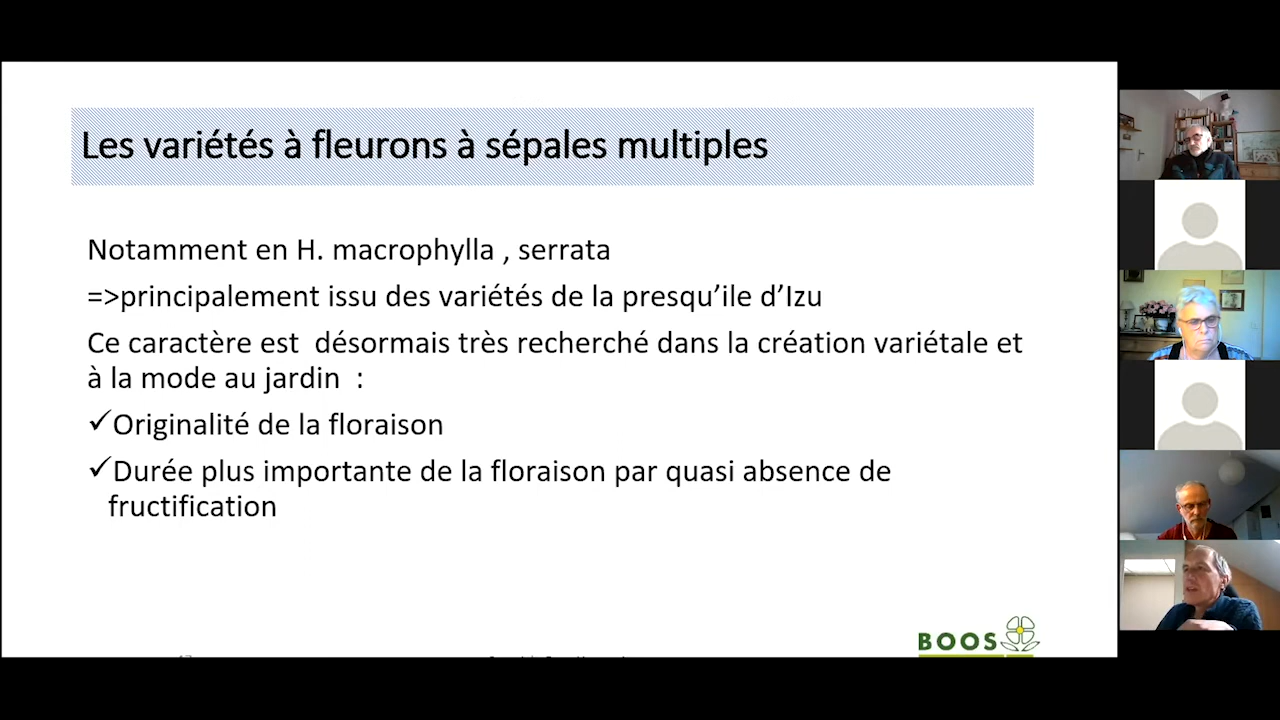 Les variétés à fleurons à sépales multiples
Notamment en H. macrophylla , serrata
=>principalement issu des variétés de la presqu’ile d’Izu
Ce caractère est  désormais très recherché dans la création variétale et
à la mode au jardin  :
✓Originalité de la floraison
✓Durée plus importante de la floraison par quasi absence de
fructification
BOOS